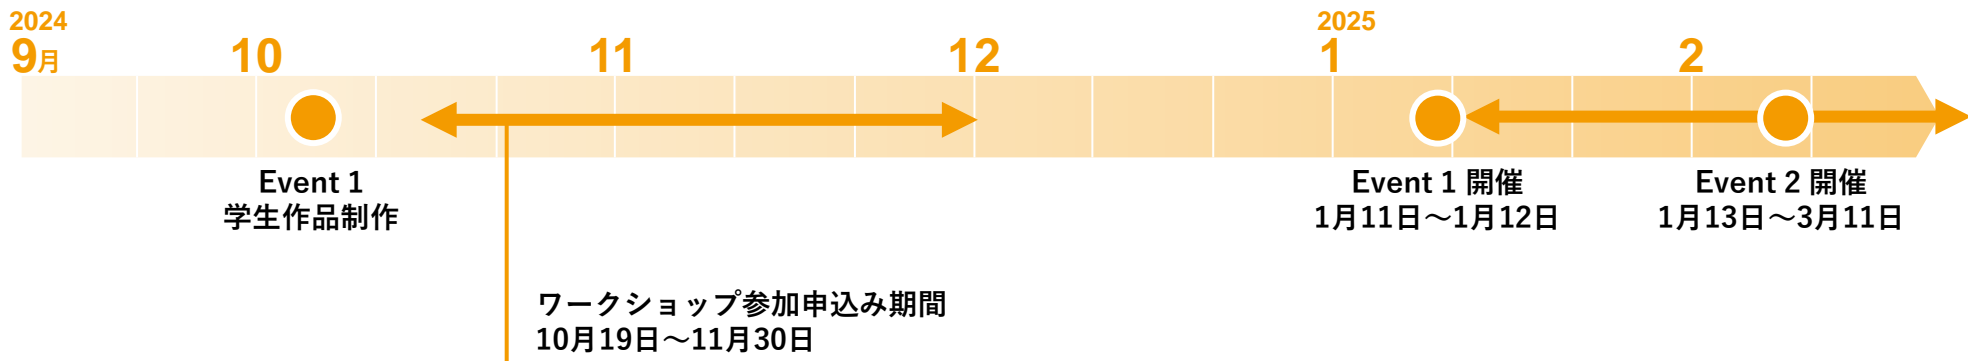 2024
9月
10
11
12
2025
1
2
Event 1
学生作品制作
Event 1 開催
1月11日〜1月12日
Event 2 開催
1月13日〜3月11日
ワークショップ参加申込み期間
10月19日〜11月30日